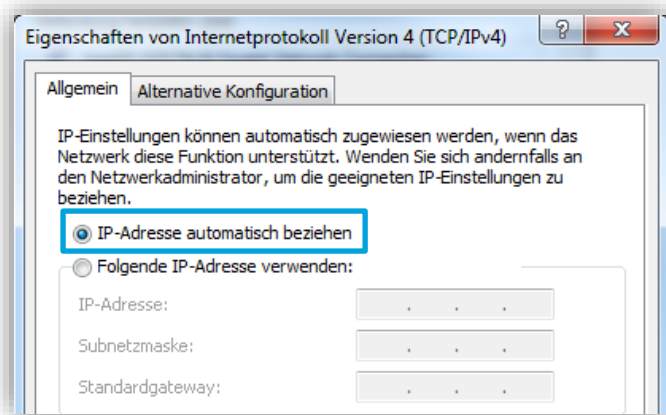 Eigenschaften von Internetprotokoll Version 4 (TCP/IPv4)
Allgemein
Alternative Konfiguration
IP-Einstellungen können automatisch zugewiesen werden, wenn das
Netzwerk diese Funktion unterstützt. Wenden Sie sich andernfalls an
den Netzwerkadministrator, um die geeigneten IP-Einstellungen zu
beziehen.
IP-Adresse automatisch beziehen
Folgende IP-Adresse verwenden:
IP-Adresse: . . .
Subnetzmaske: . . .
Standardgateway: . . .